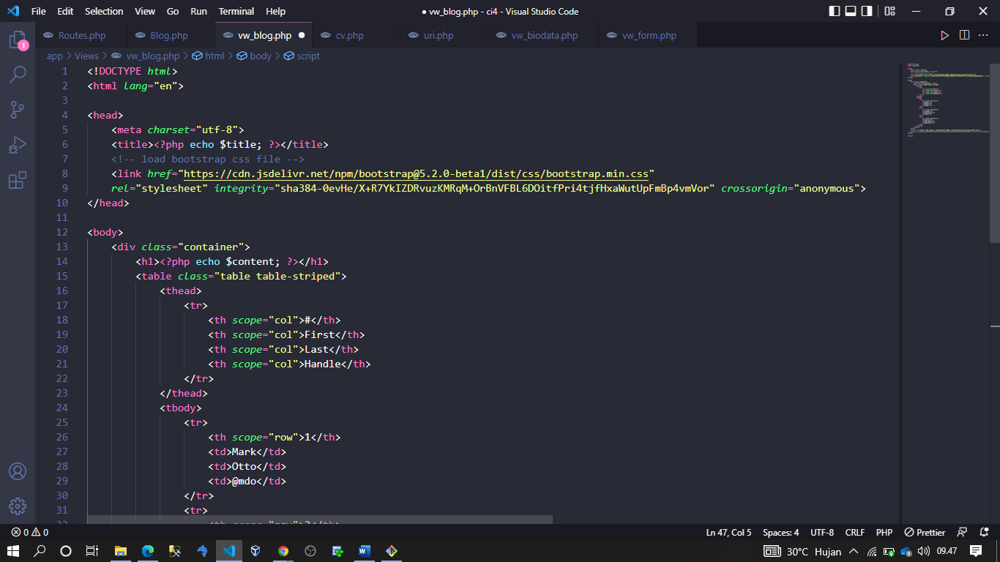 File Edit Selection View Go Run Terminal Help ● vw_blog.php - ci4 - Visual Studio Code
Routes.php Blog.php vw_blog.php cv.php uri.php vw_biodata.php vw_form.php
1
app > Views > vw_blog.php > html > body > script
1 <!DOCTYPE html>
2 <html lang="en">
3
4 <head>
5 <meta charset="utf-8">
6 <title><?php echo $title; ?></title>
7 <!-- load bootstrap css file -->
8 <link href="https://cdn.jsdelivr.net/npm/bootstrap@5.2.0-beta1/dist/css/bootstrap.min.css"
9 rel="stylesheet" integrity="sha384-0evHe/X+R7YkIZDRvuzKMRqM+OrBnVFBL6DOitfPri4tjfHxaWutUpFmBp4vmVor" crossorigin="anonymous">
10 </head>
11
12 <body>
13 <div class="container">
14 <h1><?php echo $content; ?></h1>
15 <table class="table table-striped">
16 <thead>
17 <tr>
18 <th scope="col">#</th>
19 <th scope="col">First</th>
20 <th scope="col">Last</th>
21 <th scope="col">Handle</th>
22 </tr>
23 </thead>
24 <tbody>
25 <tr>
26 <th scope="row">1</th>
27 <td>Mark</td>
28 <td>Otto</td>
29 <td>@mdo</td>
30 </tr>
31 <tr>
32 <th scope="row">2</th>
0 0 Ln 47, Col 5 Spaces: 4 UTF-8 CRLF PHP Prettier
30°C Hujan 09.47